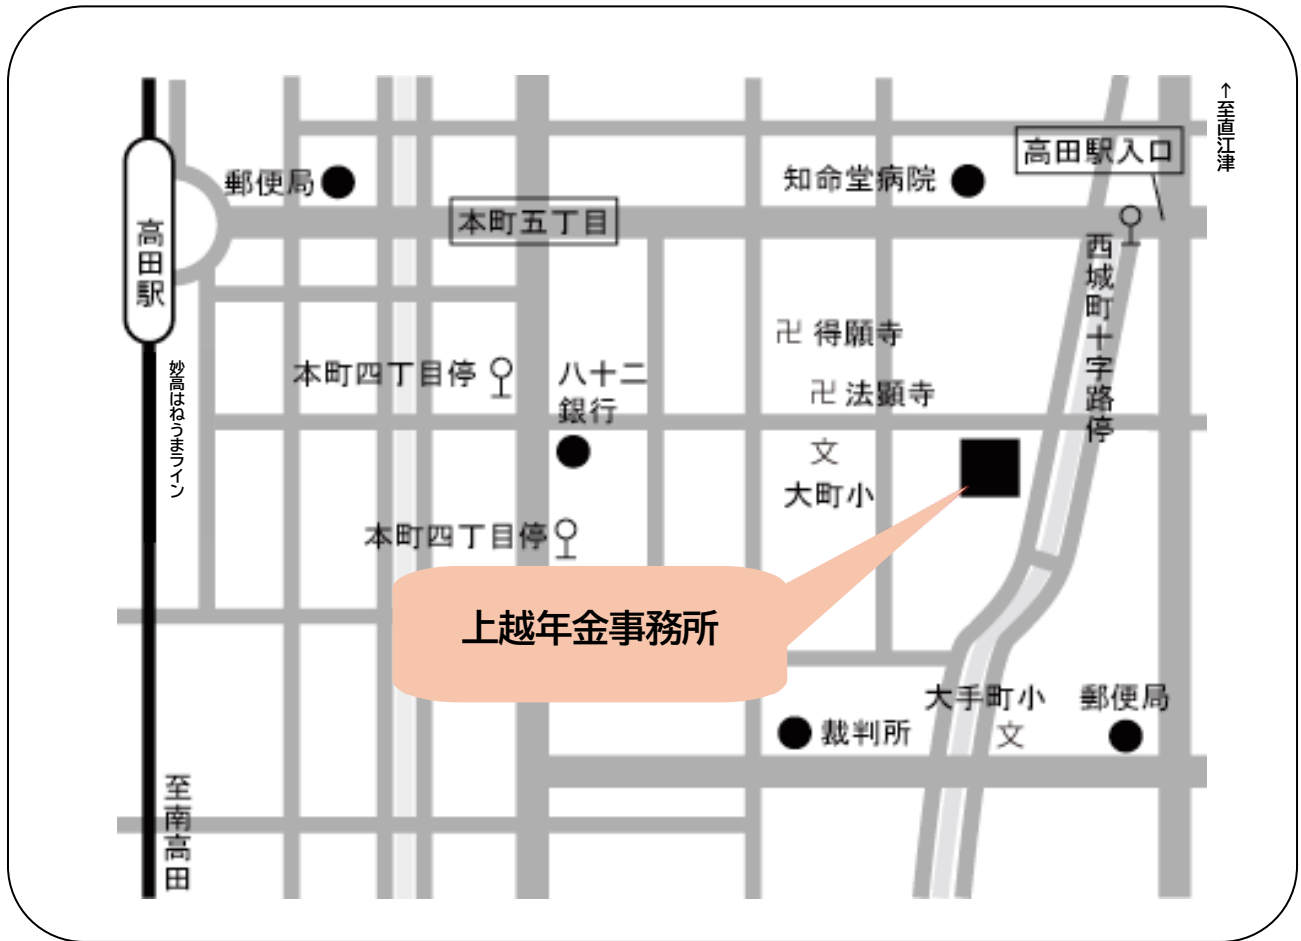 ↑至直江津
高田駅入口
郵便局
知命堂病院
本町五丁目
高田駅
西城町十字路停
卍 得願寺
妙高はねうまライン
本町四丁目停
八十二
銀行
卍 法顕寺
文
大町小
本町四丁目停
上越年金事務所
大手町小
文
郵便局
裁判所
至南高田